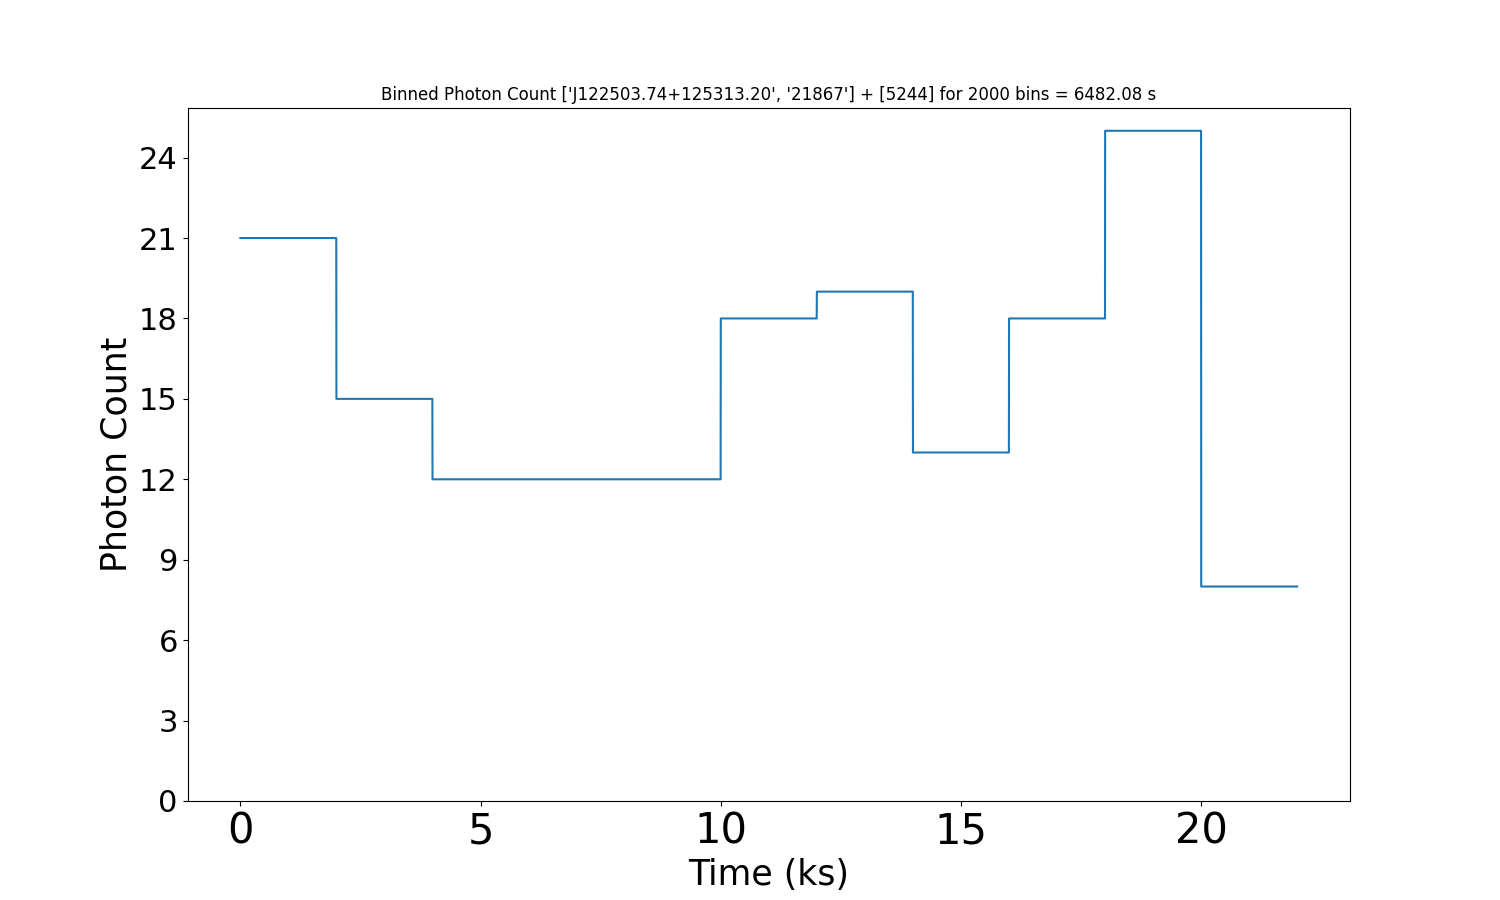 Binned Photon Count ['J122503.74+125313.20', '21867'] + [5244] for 2000 bins = 6482.08 s
24
21
18
15
12
9
6
3
0
Photon Count
0 5 10 15 20
Time (ks)